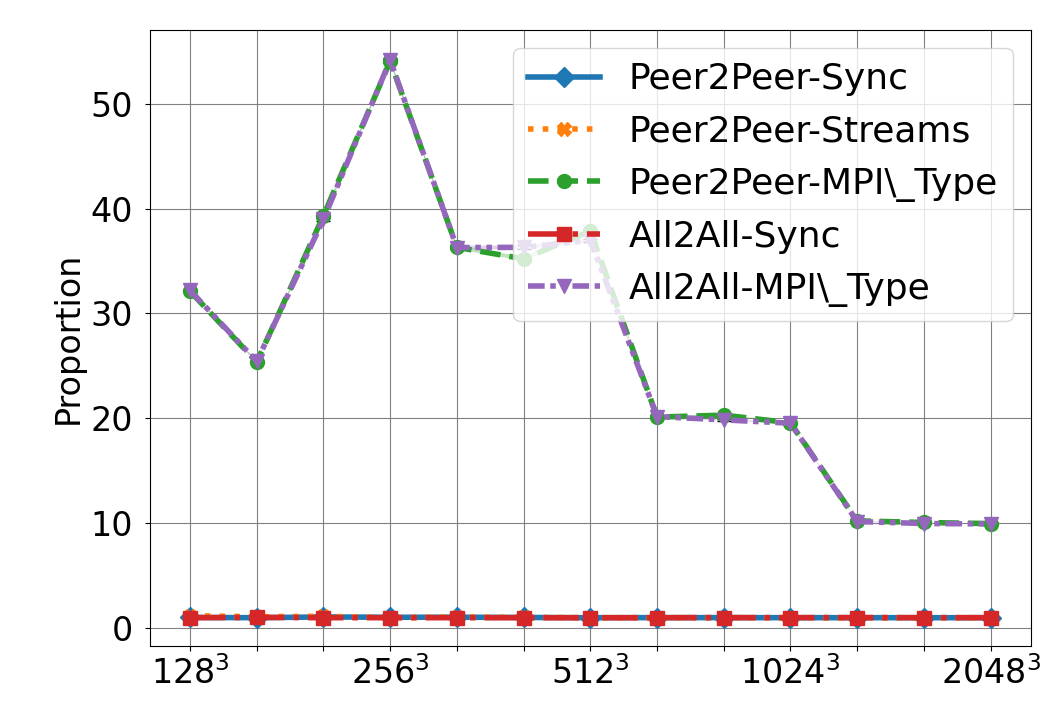 Proportion
50
40
30
20
10
0
128³
256³
512³
1024³
2048³
Peer2Peer-Sync
Peer2Peer-Streams
Peer2Peer-MPI\_Type
All2All-Sync
All2All-MPI\_Type